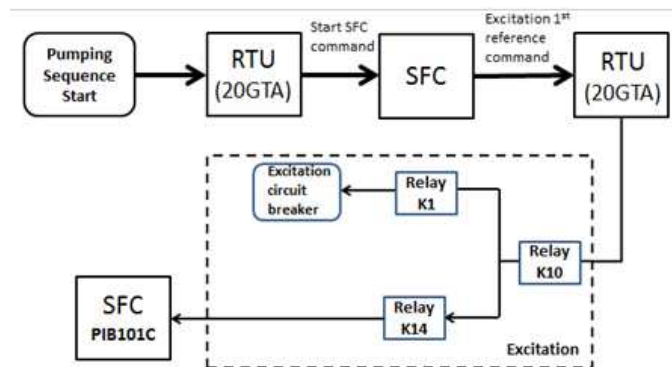 Pumping
Sequence
Start
RTU
(20GTA)
Start SFC
command
SFC
Excitation 1st
reference
command
RTU
(20GTA)
Excitation
circuit
breaker
Relay
K1
Relay
K10
SFC
PIB101C
Relay
K14
Excitation